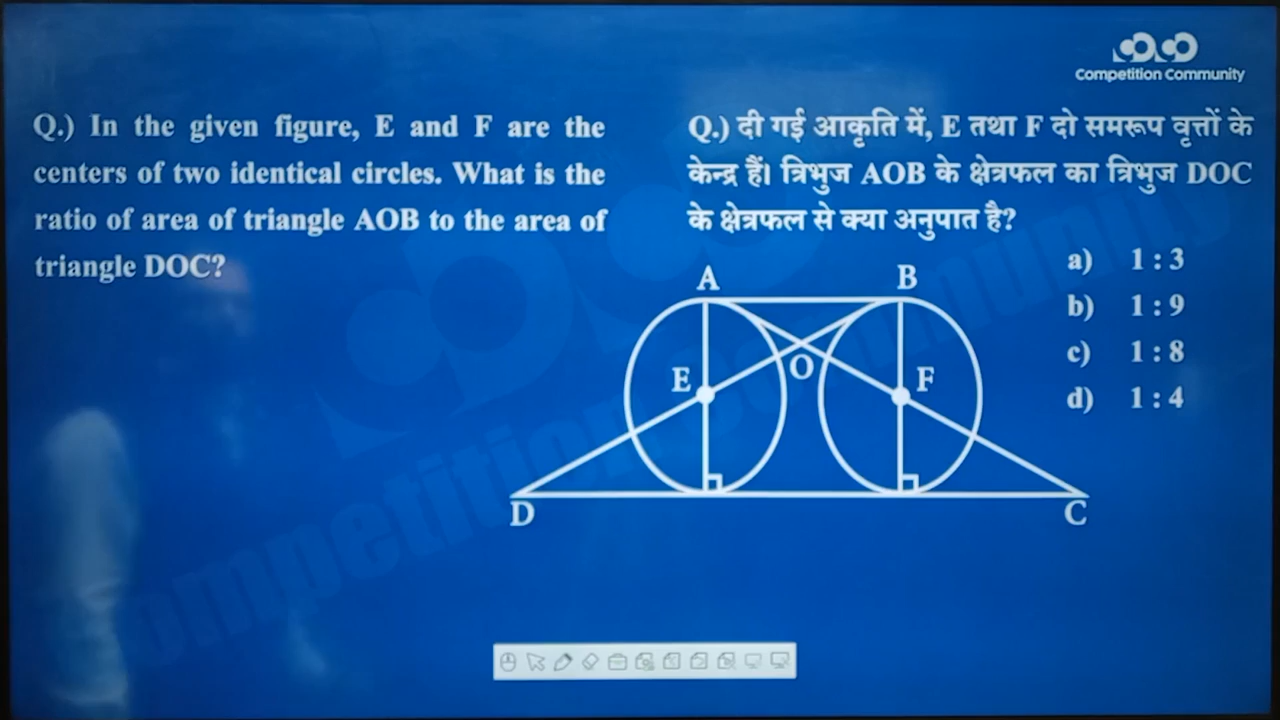 Competition Community
Q.) In the given figure, E and F are the
centers of two identical circles. What is the
ratio of area of triangle AOB to the area of
triangle DOC?
Q.) दी गई आकृति में, E तथा F दो समरूप वृत्तों के
केन्द्र हैं। त्रिभुज AOB के क्षेत्रफल का त्रिभुज DOC
के क्षेत्रफल से क्या अनुपात है?
a) 1 : 3
b) 1 : 9
c) 1 : 8
d) 1 : 4
A B
E O F
D C
Competition Community